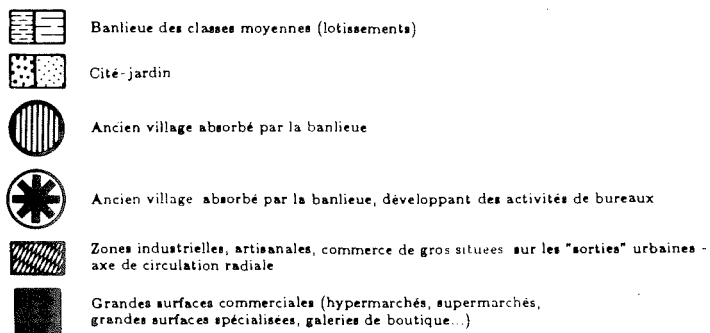 Banlieue des classes moyennes (lotissements)
Cité-jardin
Ancien village absorbé par la banlieue
Ancien village absorbé par la banlieue, développant des activités de bureaux
Zones industrielles, artisanales, commerce de gros situées sur les "sorties" urbaines -
axe de circulation radiale
Grandes surfaces commerciales (hypermarchés, supermarchés,
grandes surfaces spécialisées, galeries de boutique...)